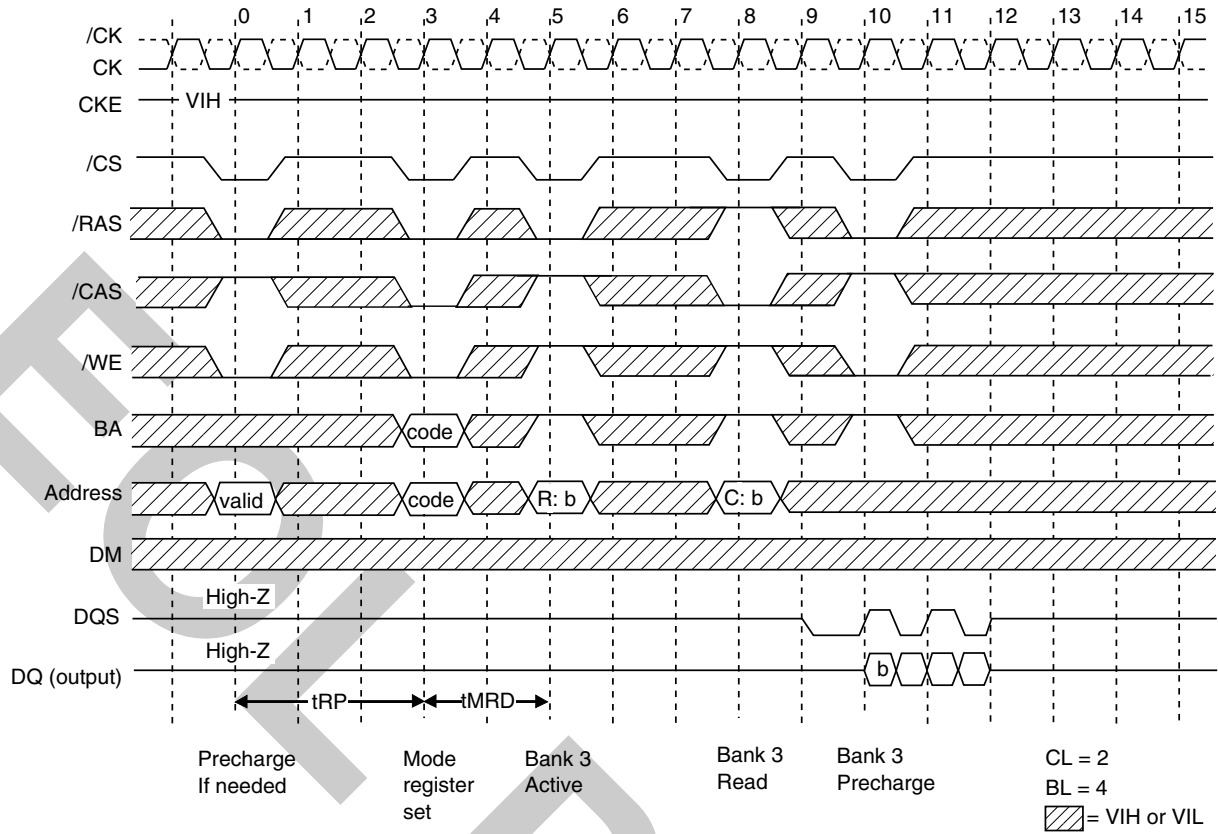 0 1 2 3 4 5 6 7 8 9 10 11 12 13 14 15
/CK
CK
CKE VIH
/CS
/RAS
/CAS
/WE
BA code
Address valid code R: b C: b
DM
High-Z
DQS
High-Z
DQ (output) b
tRP tMRD
Precharge
If needed
Mode
register
set
Bank 3
Active
Bank 3
Read
Bank 3
Precharge
CL = 2
BL = 4
= VIH or VIL